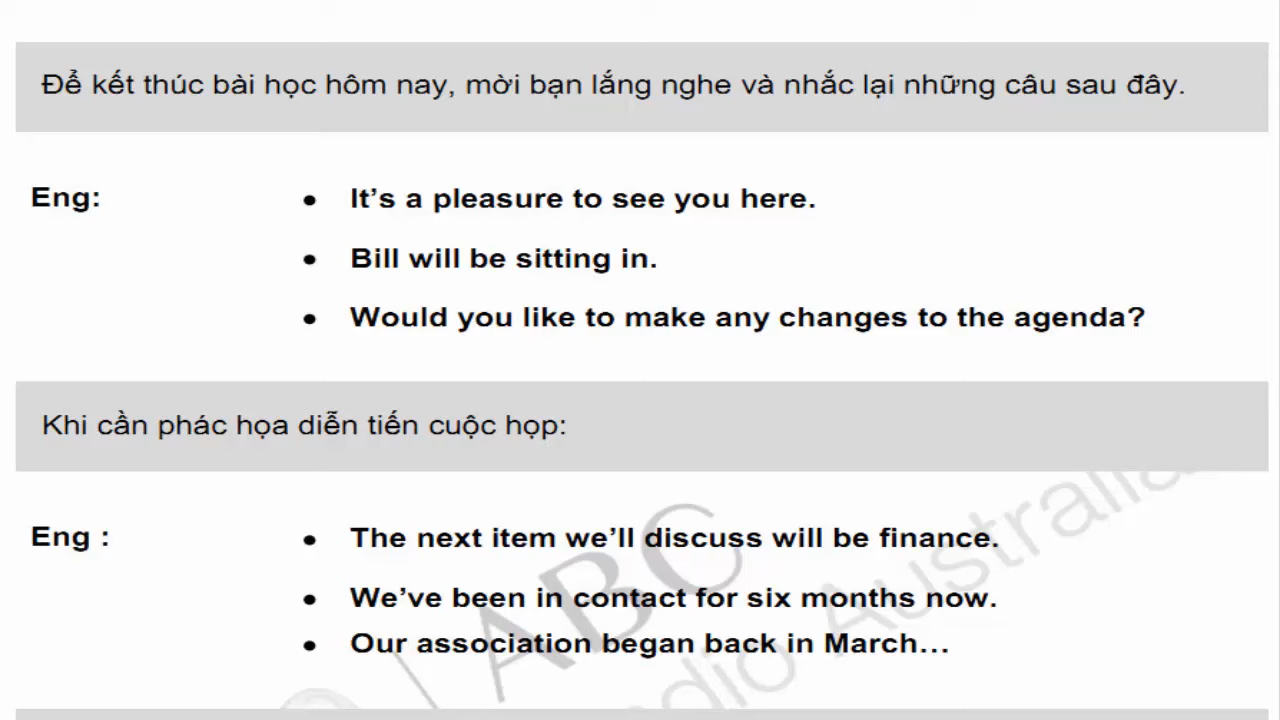 Để kết thúc bài học hôm nay, mời bạn lắng nghe và nhắc lại những câu sau đây.
Eng:
• It’s a pleasure to see you here.
• Bill will be sitting in.
• Would you like to make any changes to the agenda?
Khi cần phác họa diễn tiến cuộc họp:
Eng :
• The next item we’ll discuss will be finance.
• We’ve been in contact for six months now.
• Our association began back in March…
ABC
Australia